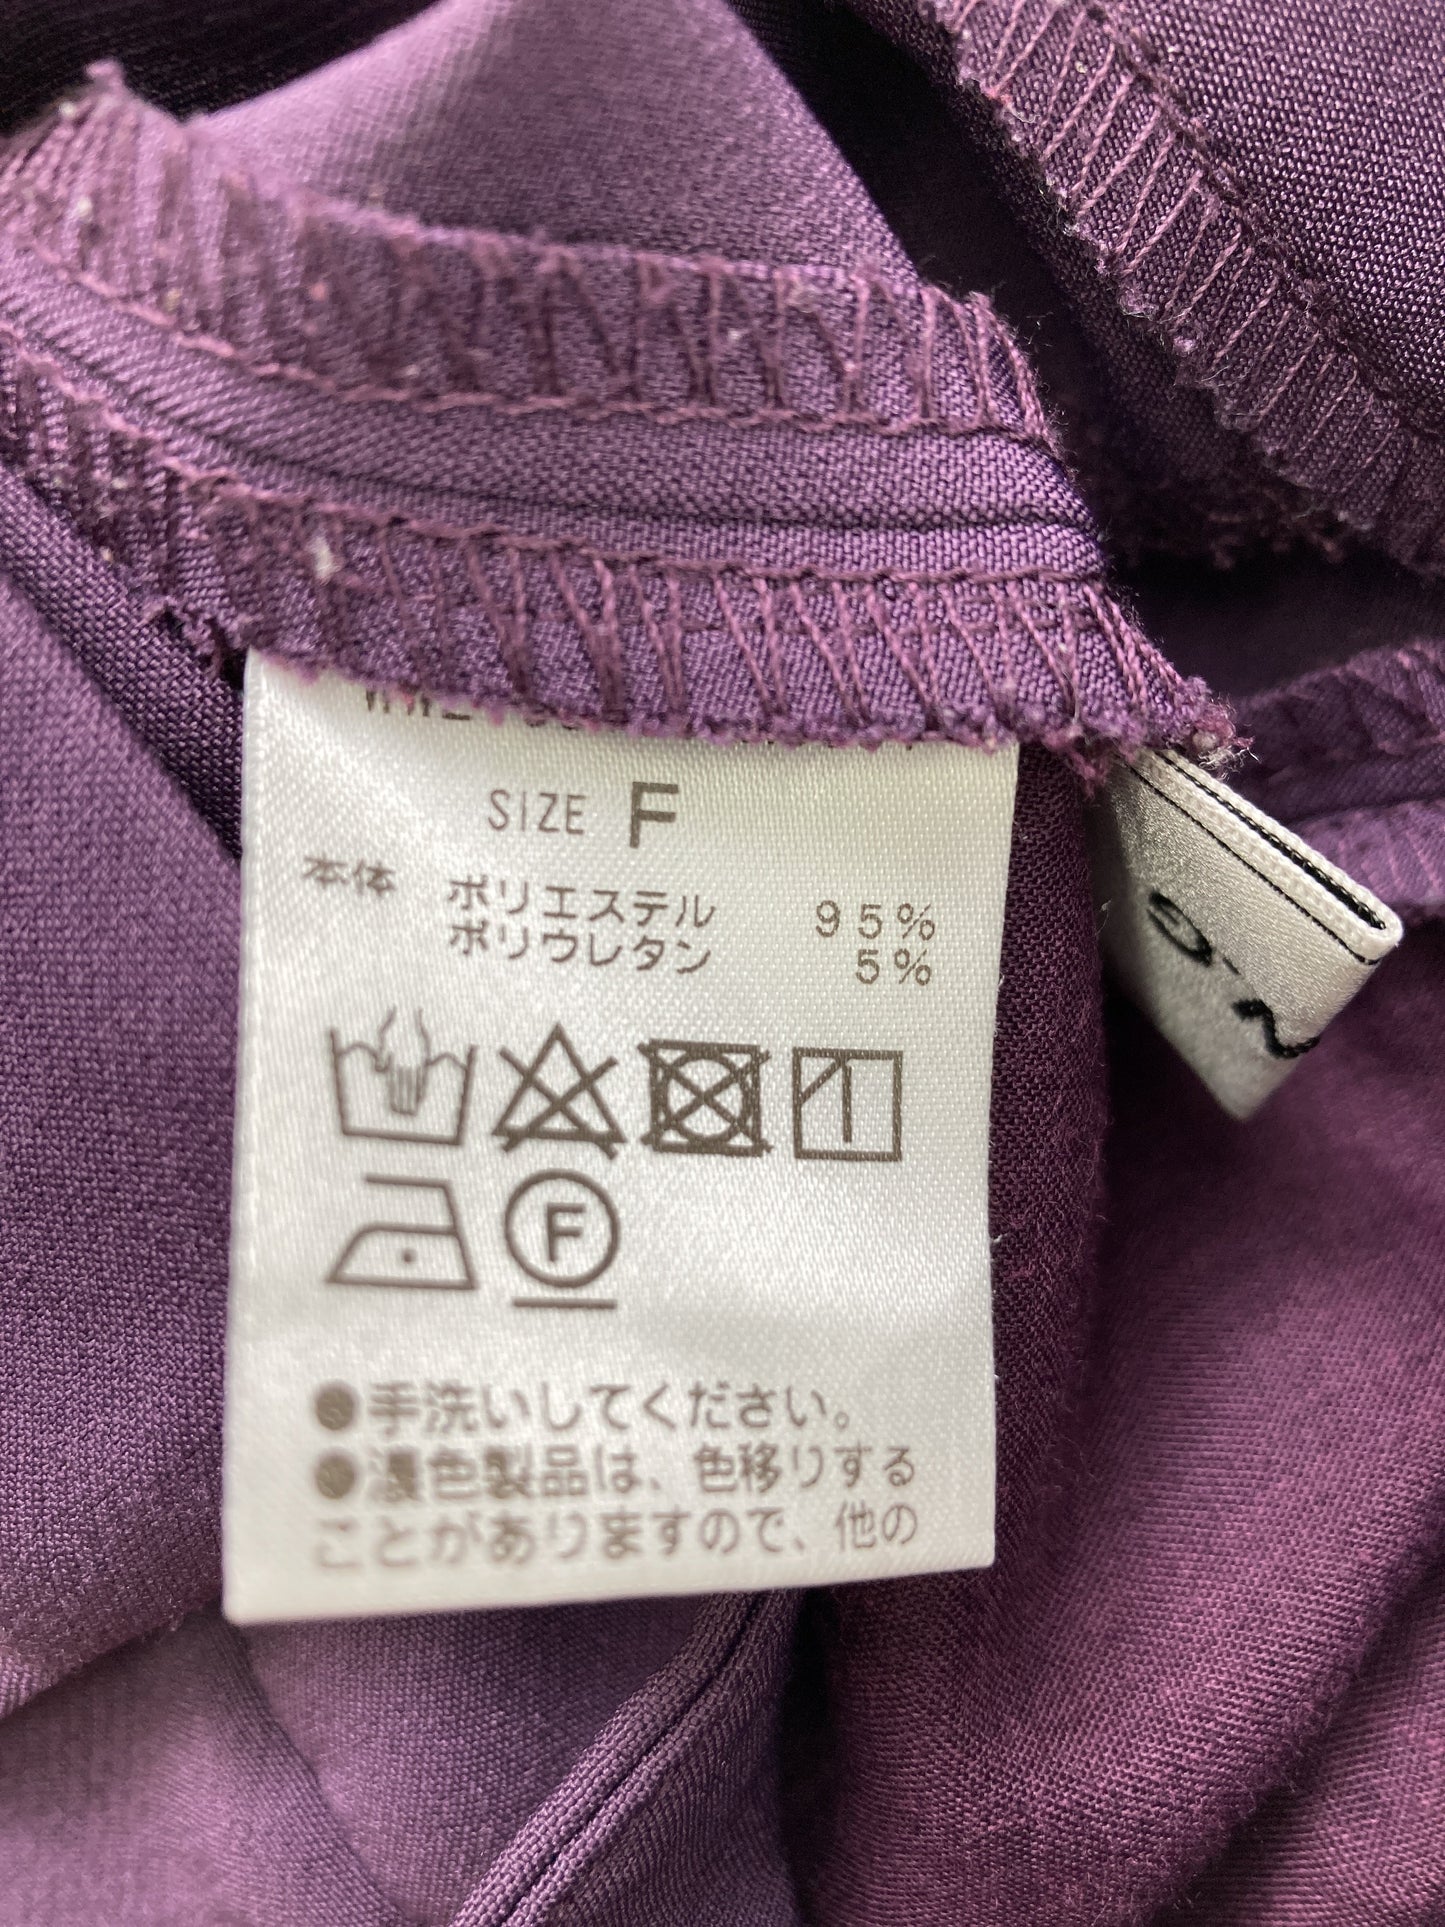 SIZE F
本体 ポリエステル 95%
ポリウレタン 5%
F
●手洗いしてください。
●濃色製品は、色移りする
ことがありますので、他の